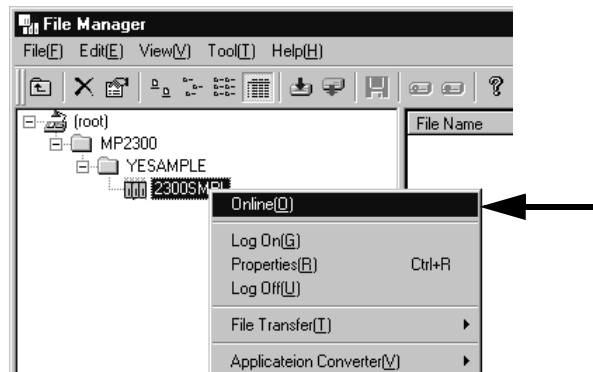 File Manager
File(F) Edit(E) View(V) Tool(T) Help(H)
(root)
File Name
MP2300
YESAMPLE
2300SMPL
Online(O)
Log On(G)
Properties(R) Ctrl+R
Log Off(U)
File Transfer(T)
Applicateion Converter(V)